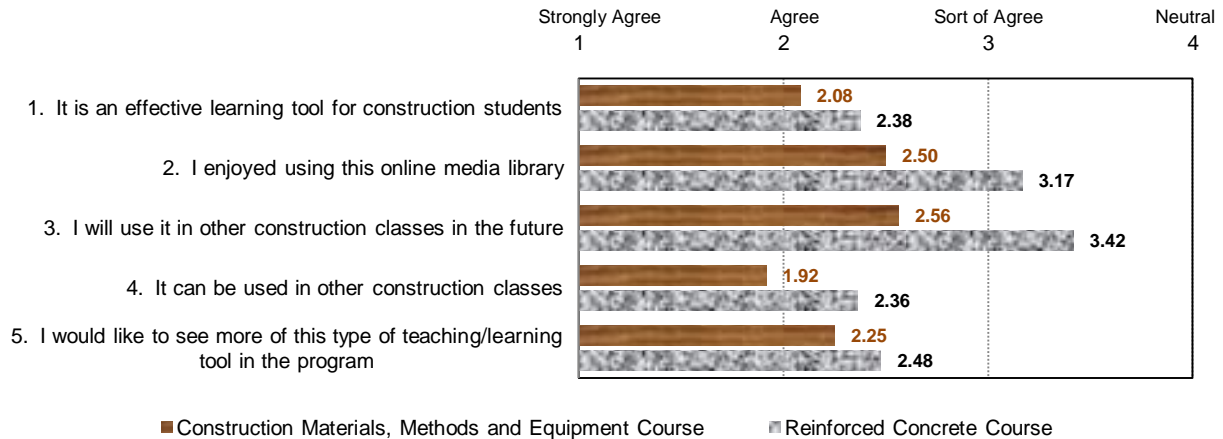 Strongly Agree Agree Sort of Agree Neutral
1 2 3 4
1. It is an effective learning tool for construction students
2.08
2.38
2. I enjoyed using this online media library
2.50
3.17
3. I will use it in other construction classes in the future
2.56
3.42
4. It can be used in other construction classes
1.92
2.36
5. I would like to see more of this type of teaching/learning
tool in the program
2.25
2.48
Construction Materials, Methods and Equipment Course Reinforced Concrete Course